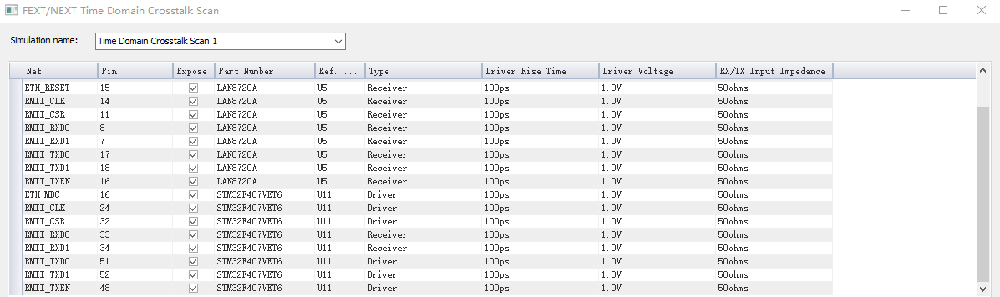 FEXT/NEXT Time Domain Crosstalk Scan
Simulation name: Time Domain Crosstalk Scan 1
Net Pin Expose Part Number Ref. ... Type Driver Rise Time Driver Voltage RX/TX Input Impedance
ETH_RESET 15 LAN8720A U5 Receiver 100ps 1.0V 50ohms
RMII_CLK 14 LAN8720A U5 Receiver 100ps 1.0V 50ohms
RMII_CSR 11 LAN8720A U5 Receiver 100ps 1.0V 50ohms
RMII_RXD0 8 LAN8720A U5 Receiver 100ps 1.0V 50ohms
RMII_RXD1 7 LAN8720A U5 Receiver 100ps 1.0V 50ohms
RMII_TXD0 17 LAN8720A U5 Receiver 100ps 1.0V 50ohms
RMII_TXD1 18 LAN8720A U5 Receiver 100ps 1.0V 50ohms
RMII_TXEN 16 LAN8720A U5 Receiver 100ps 1.0V 50ohms
ETH_MDC 16 STM32F407VET6 U11 Driver 100ps 1.0V 50ohms
RMII_CLK 24 STM32F407VET6 U11 Driver 100ps 1.0V 50ohms
RMII_CSR 32 STM32F407VET6 U11 Driver 100ps 1.0V 50ohms
RMII_RXD0 33 STM32F407VET6 U11 Receiver 100ps 1.0V 50ohms
RMII_RXD1 34 STM32F407VET6 U11 Receiver 100ps 1.0V 50ohms
RMII_TXD0 51 STM32F407VET6 U11 Driver 100ps 1.0V 50ohms
RMII_TXD1 52 STM32F407VET6 U11 Driver 100ps 1.0V 50ohms
RMII_TXEN 48 STM32F407VET6 U11 Driver 100ps 1.0V 50ohms